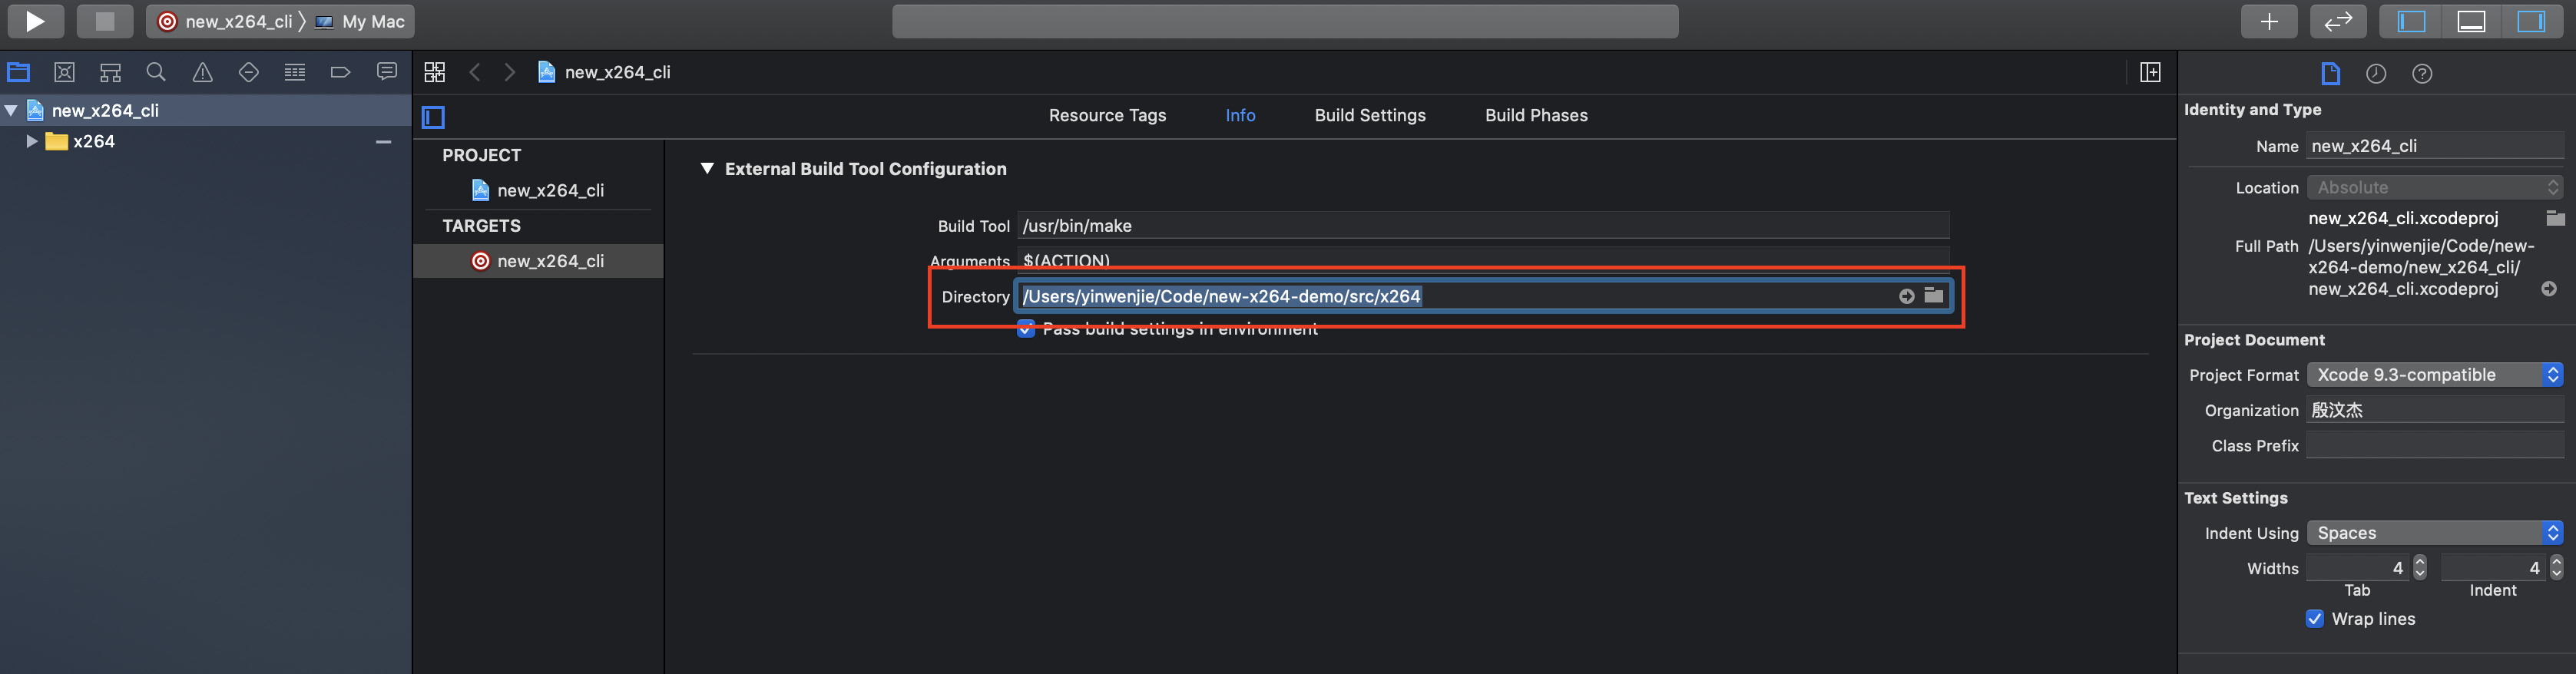 new_x264_cli My Mac
new_x264_cli
new_x264_cli
x264
Resource Tags Info Build Settings Build Phases
PROJECT
new_x264_cli
TARGETS
new_x264_cli
External Build Tool Configuration
Build Tool /usr/bin/make
Arguments $(ACTION)
Directory /Users/yinwenjie/Code/new-x264-demo/src/x264
Pass build settings in environment
Identity and Type
Name new_x264_cli
Location Absolute
new_x264_cli.xcodeproj
Full Path /Users/yinwenjie/Code/new-
x264-demo/new_x264_cli/
new_x264_cli.xcodeproj
Project Document
Project Format Xcode 9.3-compatible
Organization 殷汶杰
Class Prefix
Text Settings
Indent Using Spaces
Widths 4 4
Tab Indent
Wrap lines